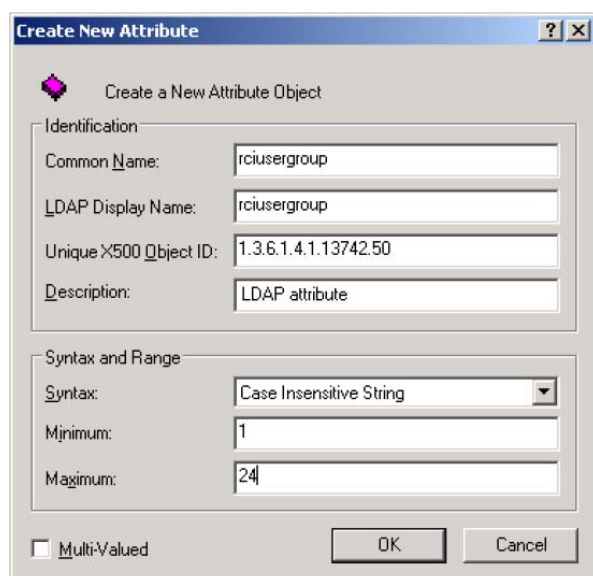 Create New Attribute
Create a New Attribute Object
Identification
Common Name: rciusergroup
LDAP Display Name: rciusergroup
Unique X500 Object ID: 1.3.6.1.4.1.13742.50
Description: LDAP attribute
Syntax and Range
Syntax: Case Insensitive String
Minimum: 1
Maximum: 24
Multi-Valued OK Cancel